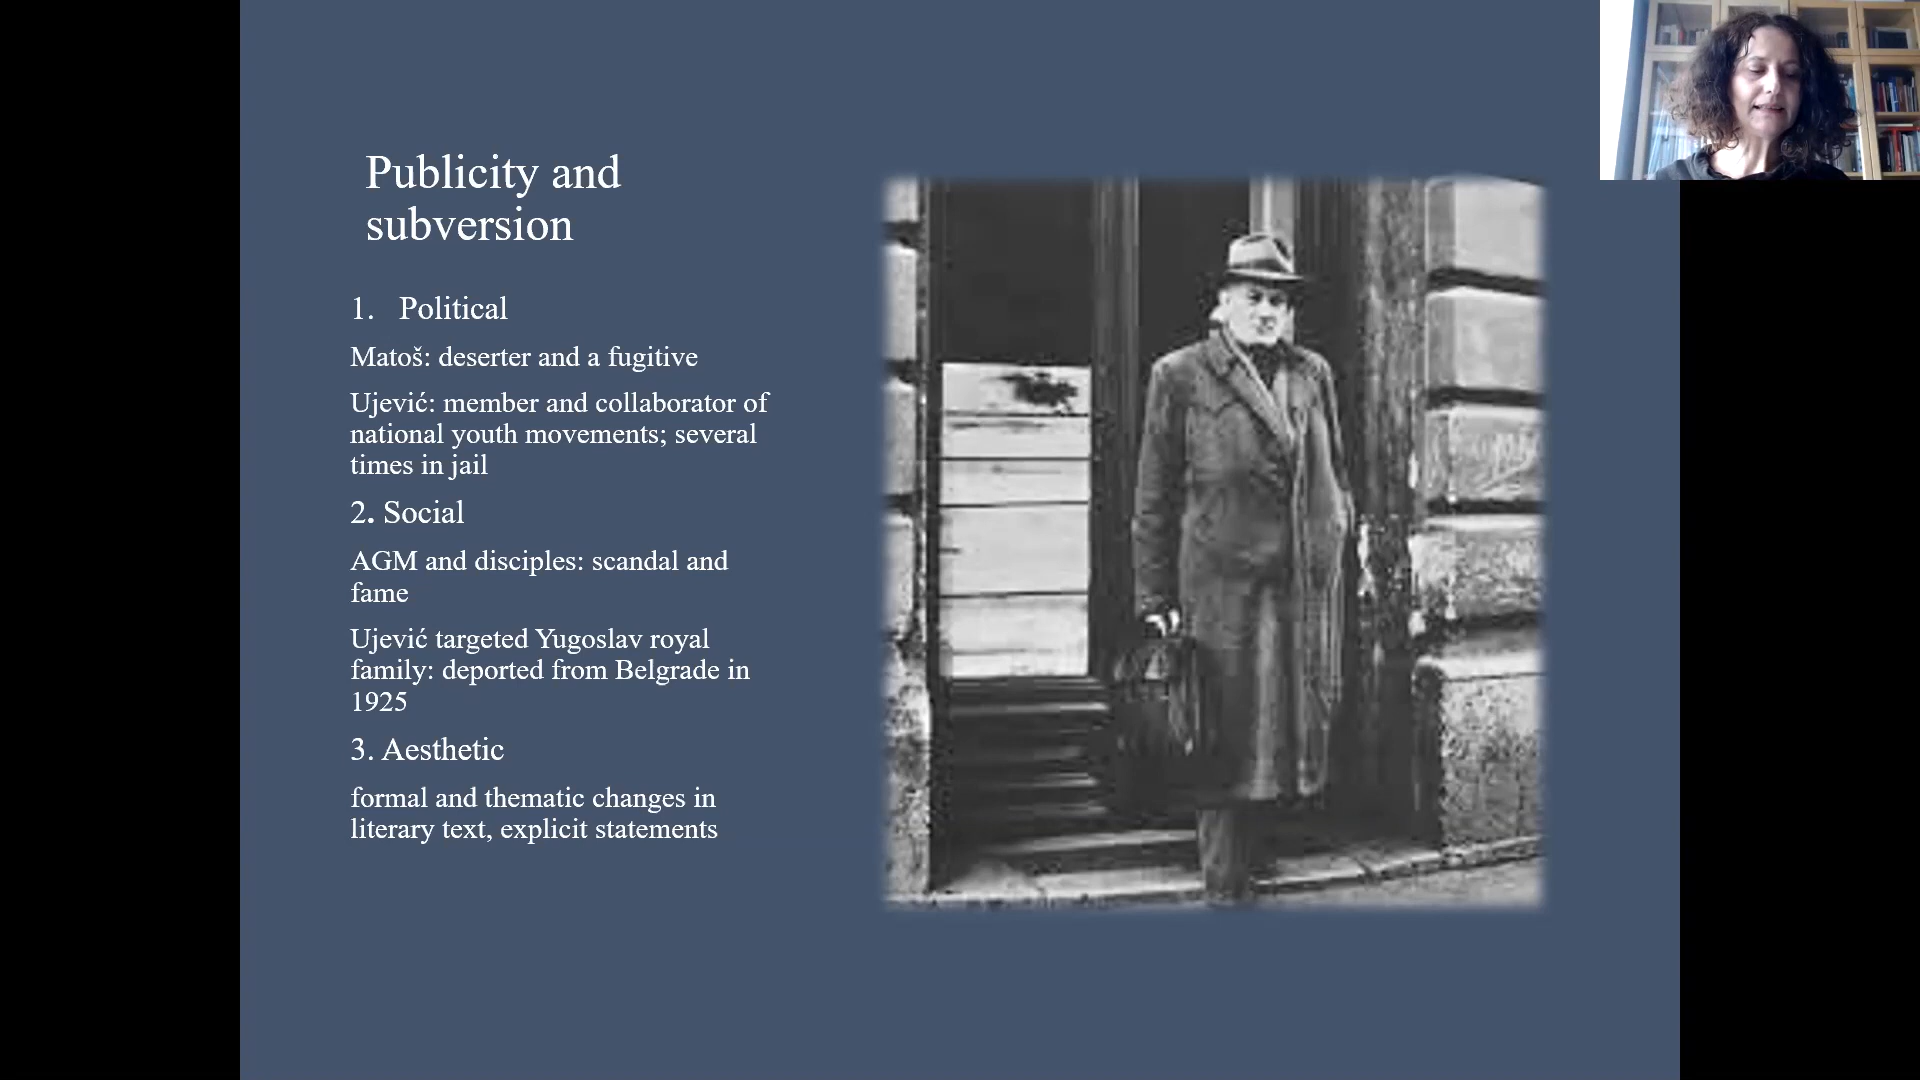 Publicity and
subversion
1. Political
Matoš: deserter and a fugitive
Ujević: member and collaborator of
national youth movements; several
times in jail
2. Social
AGM and disciples: scandal and
fame
Ujević targeted Yugoslav royal
family: deported from Belgrade in
1925
3. Aesthetic
formal and thematic changes in
literary text, explicit statements